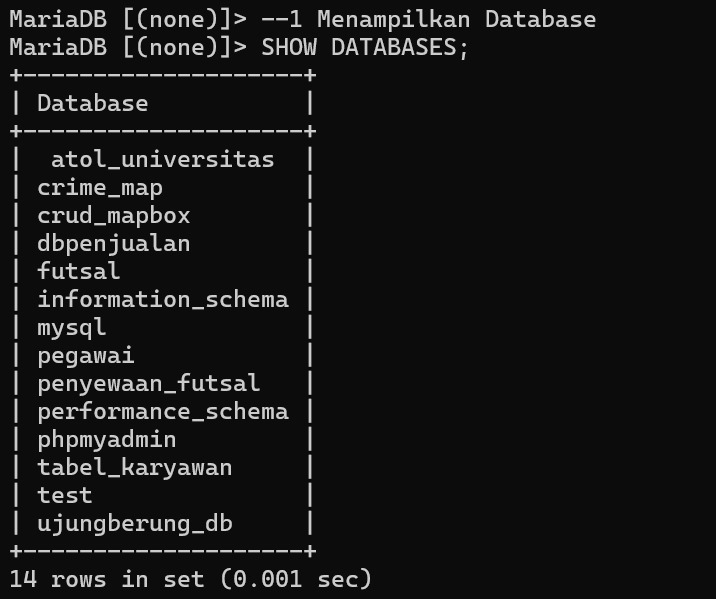 MariaDB [(none)]> --1 Menampilkan Database
MariaDB [(none)]> SHOW DATABASES;
+--------------------+
| Database           |
+--------------------+
|  atol_universitas  |
| crime_map          |
| crud_mapbox        |
| dbpenjualan        |
| futsal             |
| information_schema |
| mysql              |
| pegawai            |
| penyewaan_futsal   |
| performance_schema |
| phpmyadmin         |
| tabel_karyawan     |
| test               |
| ujungberung_db     |
+--------------------+
14 rows in set (0.001 sec)